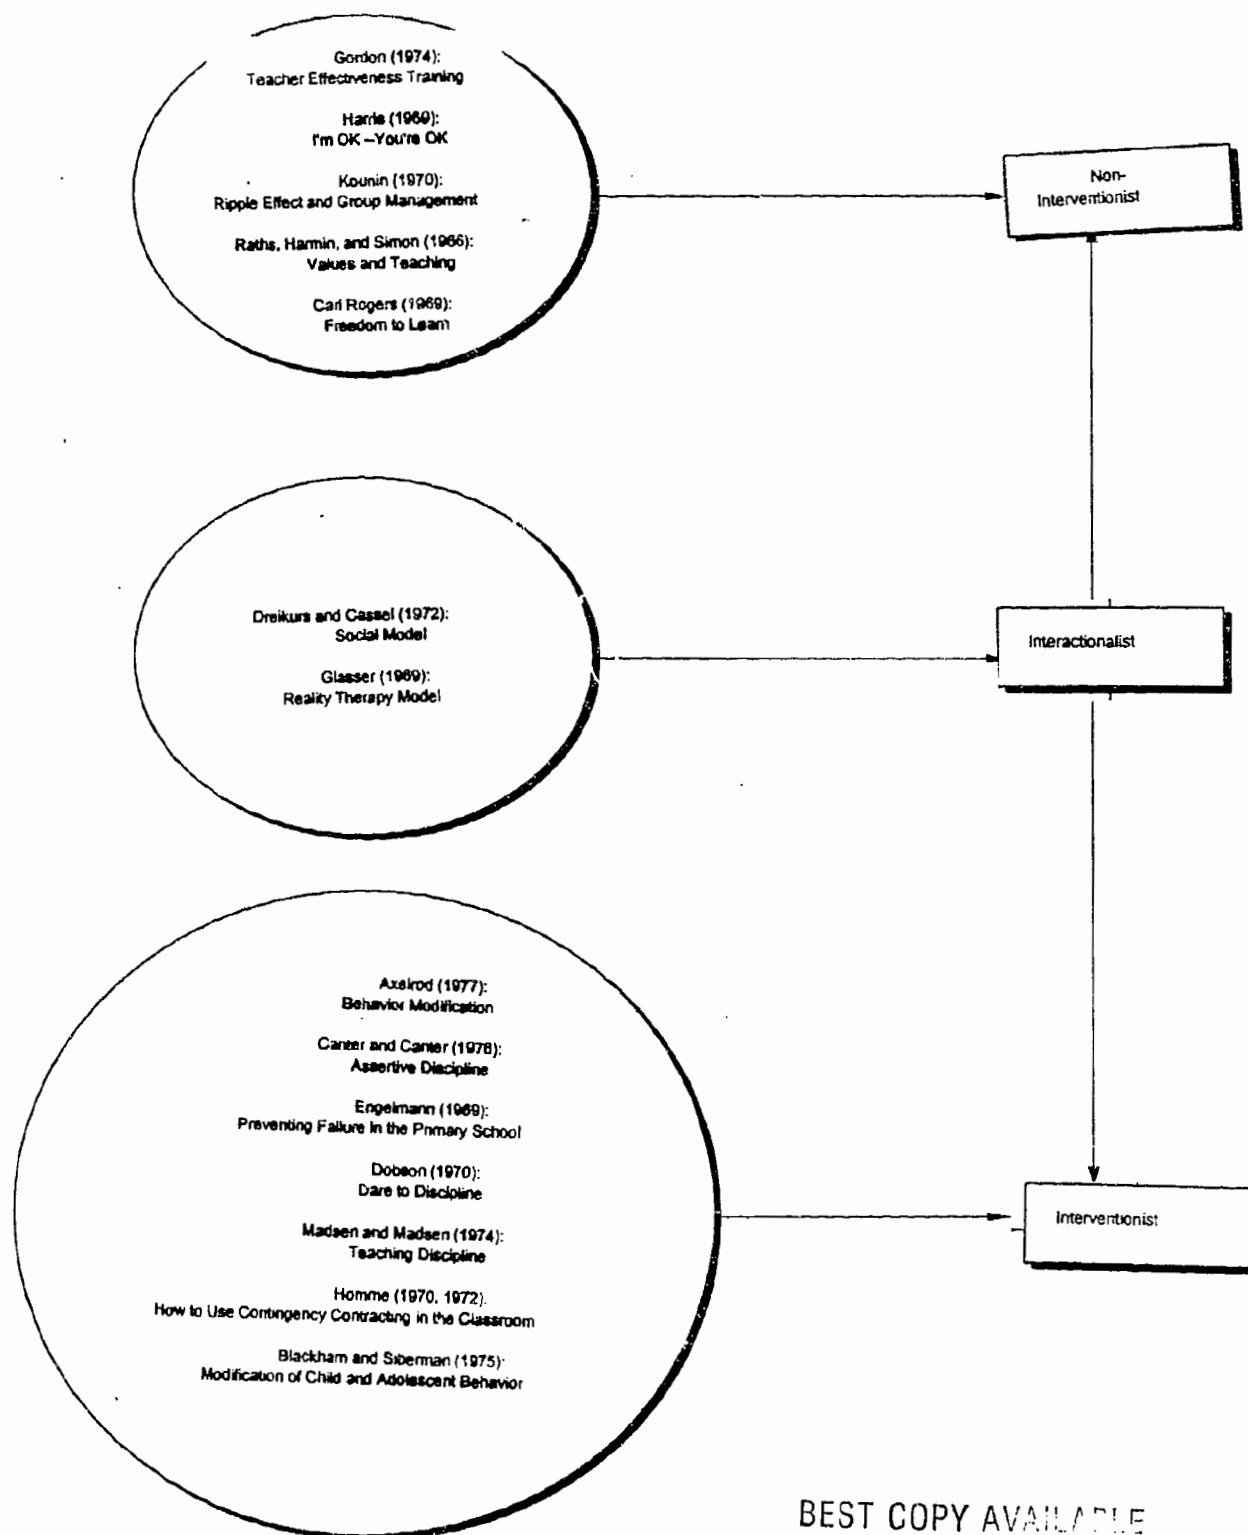 Gordon (1974):
Teacher Effectiveness Training
Harris (1969):
I'm OK –You're OK
Kounin (1970):
Ripple Effect and Group Management
Raths, Harmin, and Simon (1966):
Values and Teaching
Carl Rogers (1969):
Freedom to Learn
Non-
Interventionist
Dreikurs and Cassel (1972):
Social Model
Glasser (1969):
Reality Therapy Model
Interactionalist
Axelrod (1977):
Behavior Modification
Canter and Canter (1976):
Assertive Discipline
Engelmann (1969):
Preventing Failure in the Primary School
Dobson (1970):
Dare to Discipline
Madsen and Madsen (1974):
Teaching Discipline
Homme (1970, 1972).
How to Use Contingency Contracting in the Classroom
Blackham and Siberman (1975):
Modification of Child and Adolescent Behavior
Interventionist
BEST COPY AVAILABLE